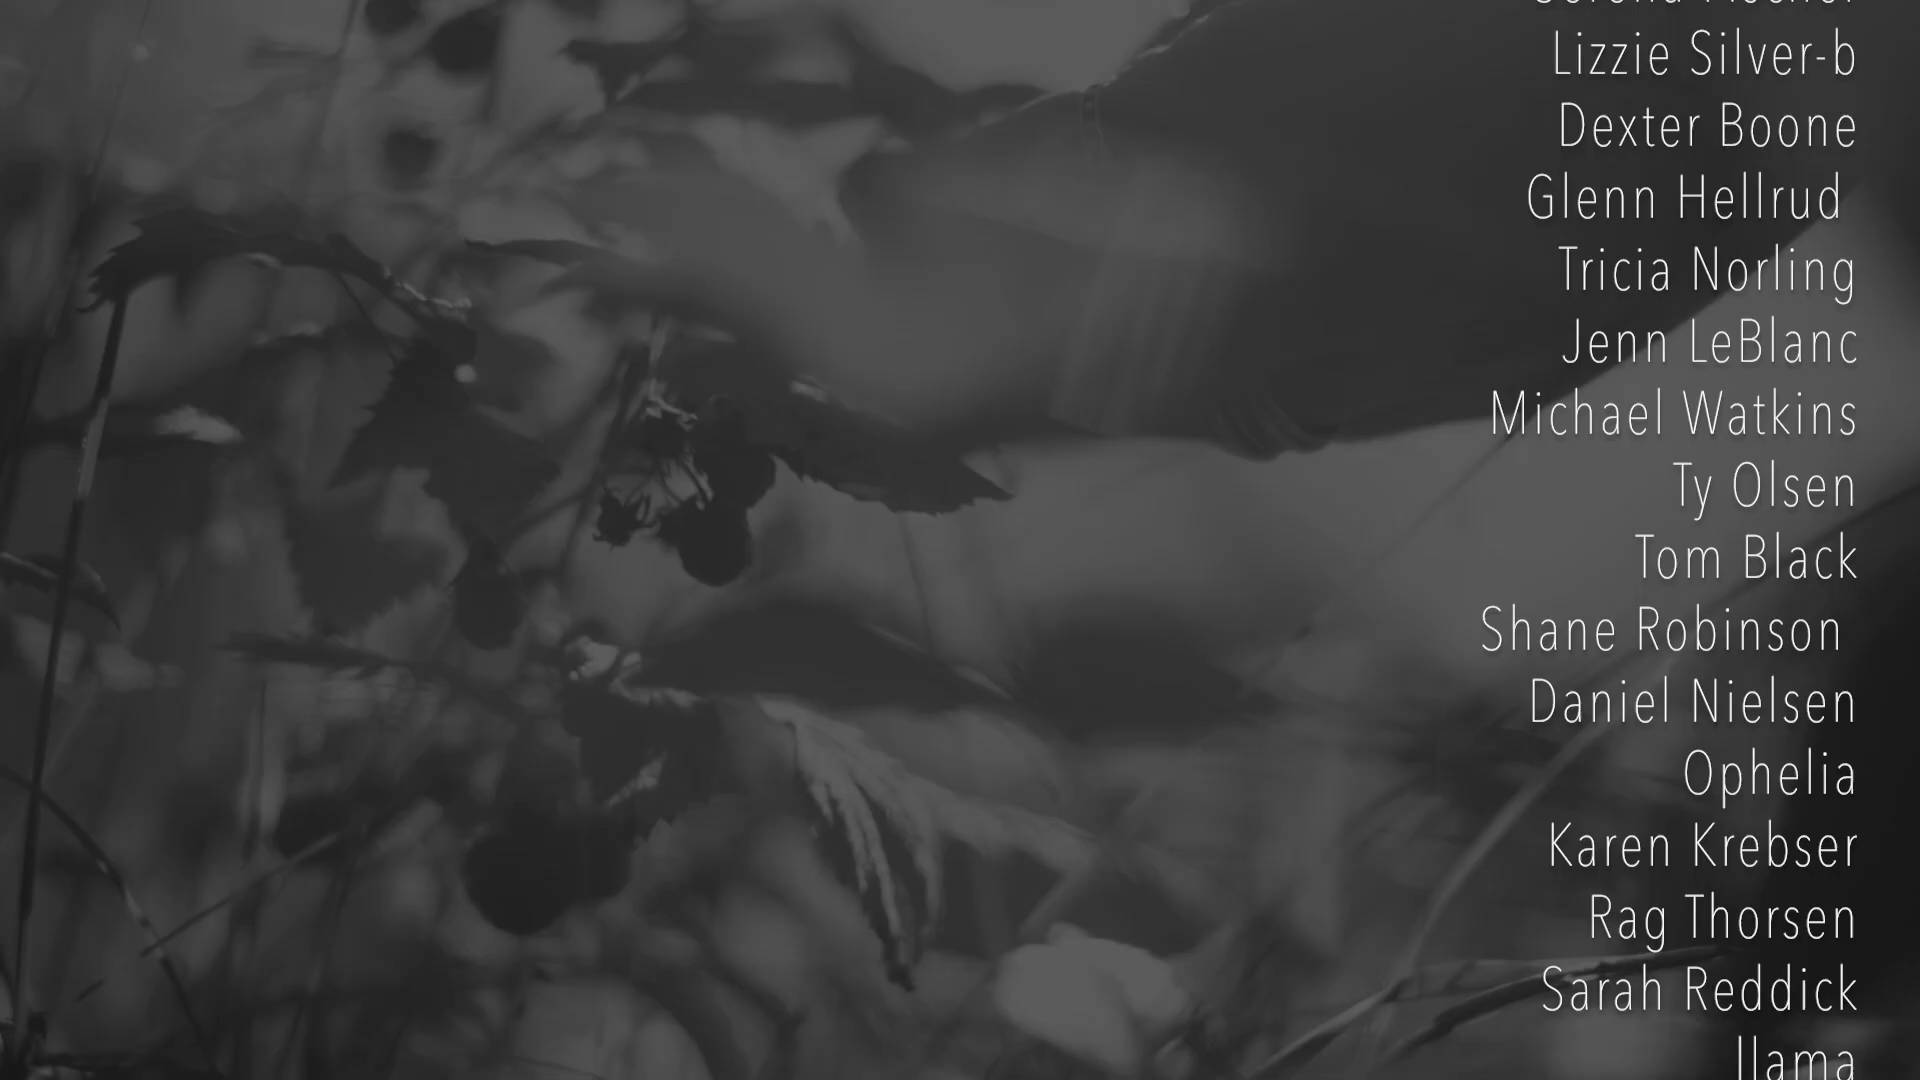 Lizzie Silver-b
Dexter Boone
Glenn Hellrud
Tricia Norling
Jenn LeBlanc
Michael Watkins
Ty Olsen
Tom Black
Shane Robinson
Daniel Nielsen
Ophelia
Karen Krebser
Rag Thorsen
Sarah Reddick
llama